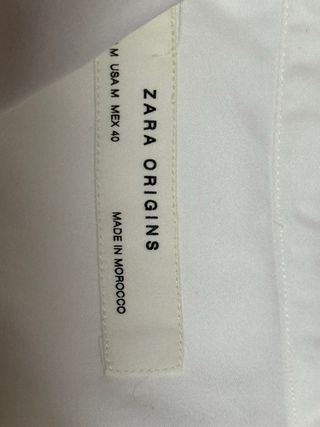 ZARA ORIGINS
M USA M MEX 40
MADE IN MOROCCO